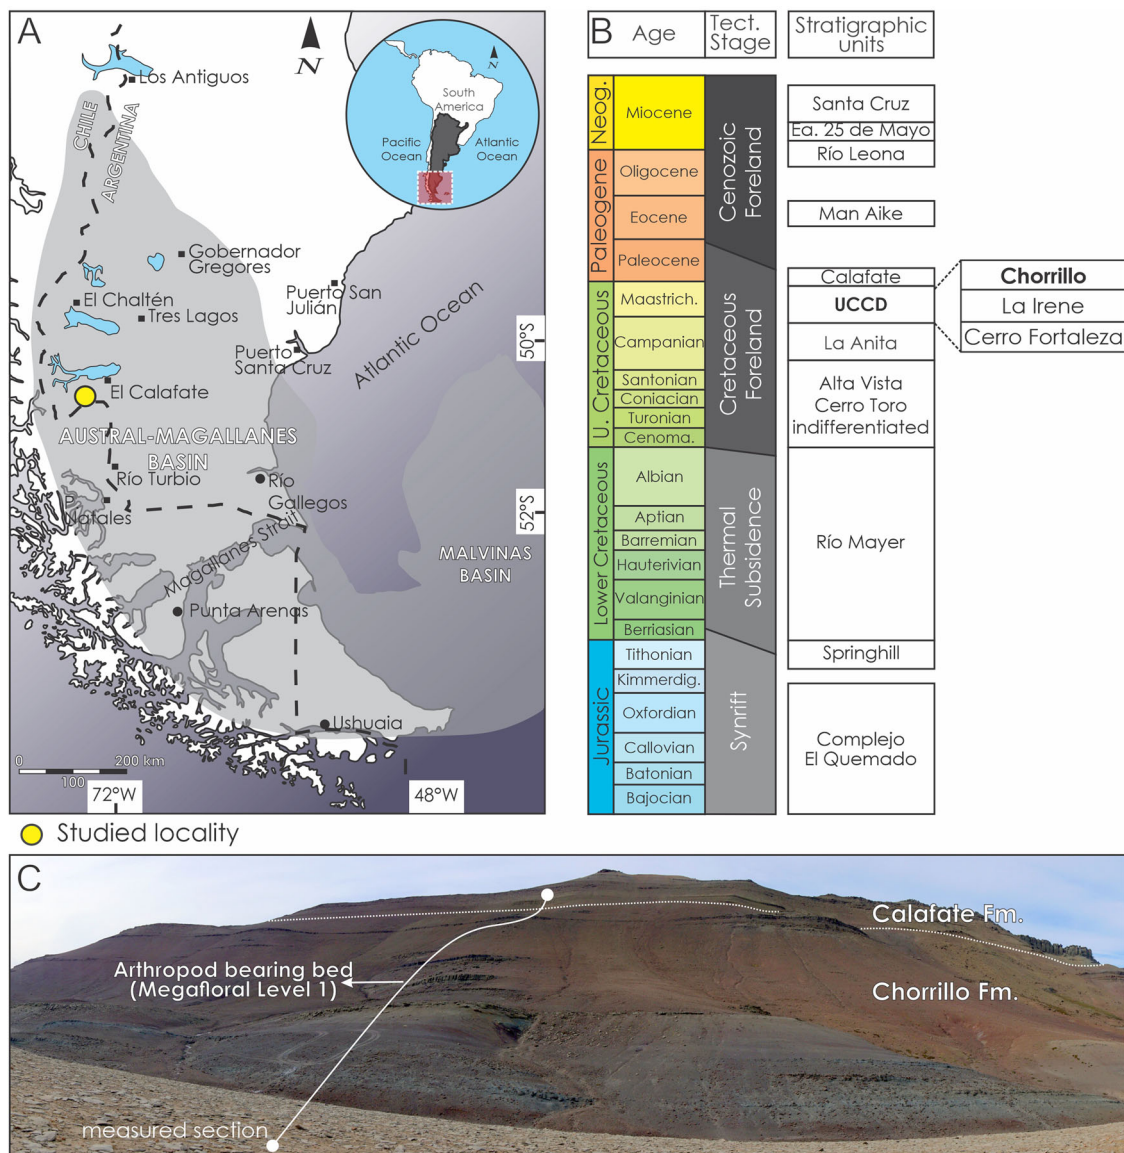 A
N
Los Antiguos
CHILE
ARGENTINA
N
South
America
Pacific
Ocean
Atlantic
Ocean
Gobernador
Gregores
El Chaltén
Tres Lagos
Puerto San
Julián
Puerto
Santa Cruz
Atlantic Ocean
50°S
El Calafate
AUSTRAL-MAGALLANES
BASIN
Río Turbio
Río
Gallegos
P.
Natales
52°S
Magallanes Strait
MALVINAS
BASIN
Punta Arenas
Ushuaia
0
200 km
100
72°W
48°W
Studied locality
B
Age
Tect.
Stage
Stratigraphic
units
Neog.
Paleogene
U. Cretaceous
Lower Cretaceous
Jurassic
Miocene
Oligocene
Eocene
Paleocene
Maastrich.
Campanian
Santonian
Coniacian
Turonian
Cenoma.
Albian
Aptian
Barremian
Hauterivian
Valanginian
Berriasian
Tithonian
Kimmerdig.
Oxfordian
Callovian
Batonian
Bajocian
Cenozoic
Foreland
Cretaceous
Foreland
Thermal
Subsidence
Synrift
Santa Cruz
Ea. 25 de Mayo
Río Leona
Man Aike
Calafate
UCCD
La Anita
Alta Vista
Cerro Toro
indifferentiated
Río Mayer
Springhill
Complejo
El Quemado
Chorrillo
La Irene
Cerro Fortaleza
C
Calafate Fm.
Arthropod bearing bed
(Megafloral Level 1)
Chorrillo Fm.
measured section